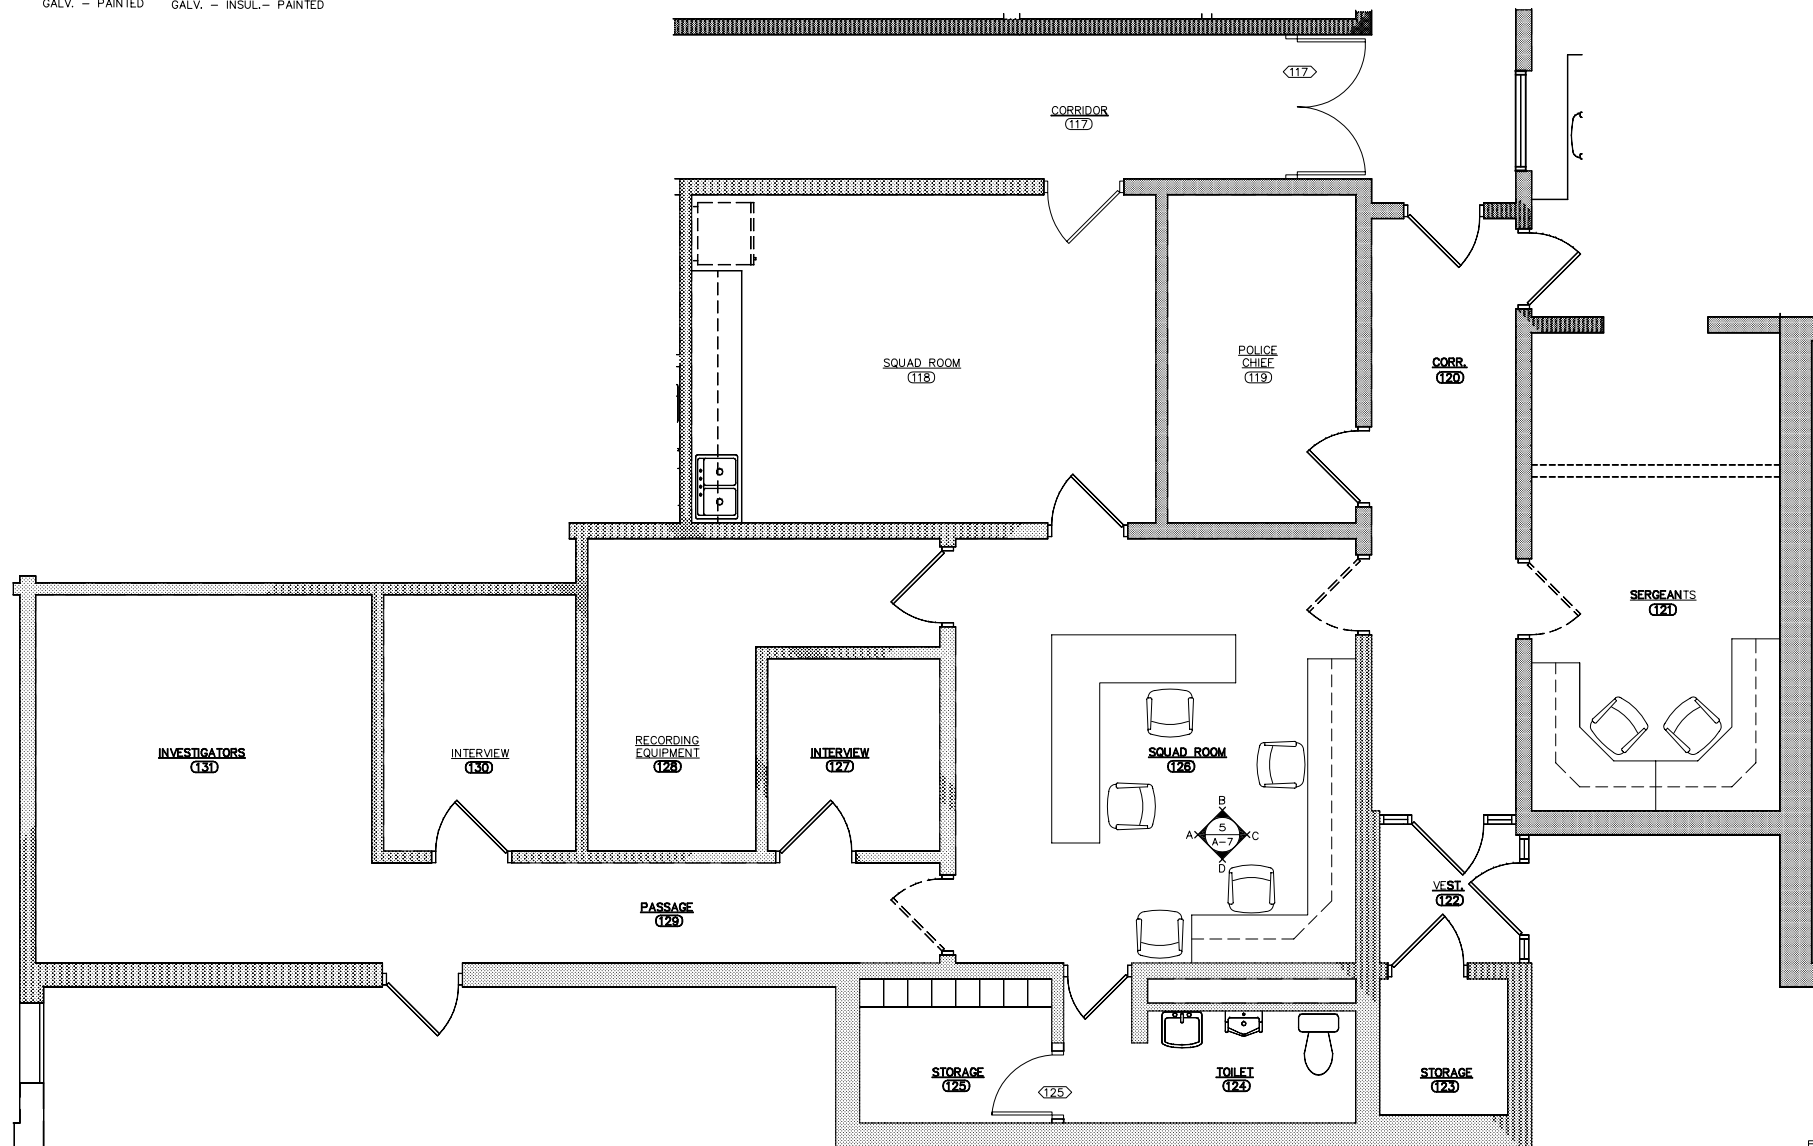 GALV. – PAINTED
GALV. – INSUL.– PAINTED
117
CORRIDOR
117
SQUAD ROOM
118
POLICE
CHIEF
119
CORR.
120
SERGEANTS
121
INVESTIGATORS
131
INTERVIEW
130
RECORDING
EQUIPMENT
128
INTERVIEW
127
SQUAD ROOM
126
B
A 5 C
A-7
D
VEST.
122
PASSAGE
129
STORAGE
125
125
TOILET
124
STORAGE
123